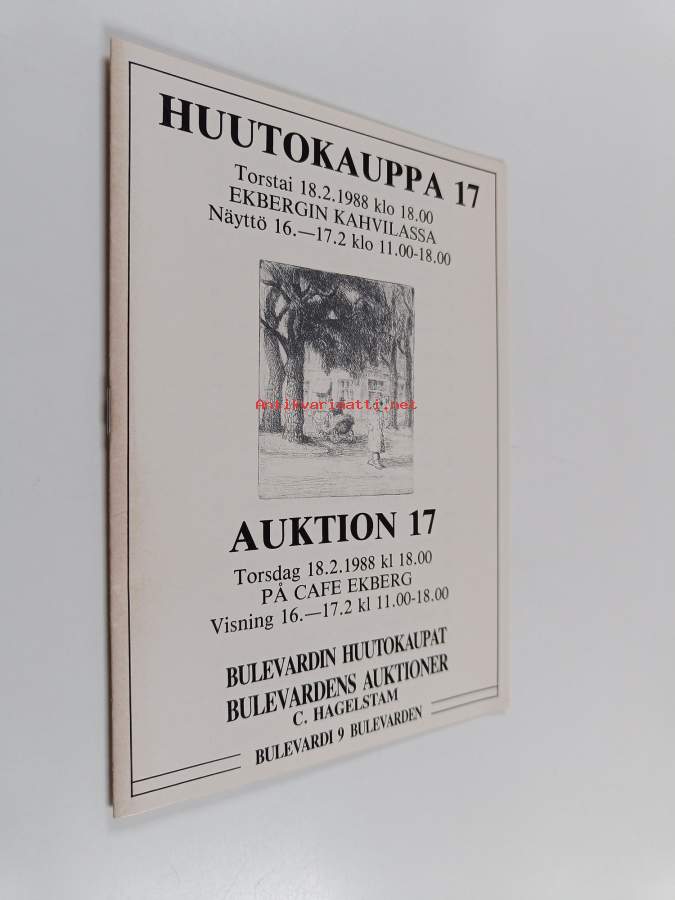 HUUTOKAUPPA 17
Torstai 18.2.1988 klo 18.00
EKBERGIN KAHVILASSA
Näyttö 16.—17.2 klo 11.00-18.00
Antikvariaatti.net
AUKTION 17
Torsdag 18.2.1988 kl 18.00
PÅ CAFE EKBERG
Visning 16.—17.2 kl 11.00-18.00
BULEVARDIN HUUTOKAUPAT
BULEVARDENS AUKTIONER
C. HAGELSTAM
BULEVARDI 9 BULEVARDEN